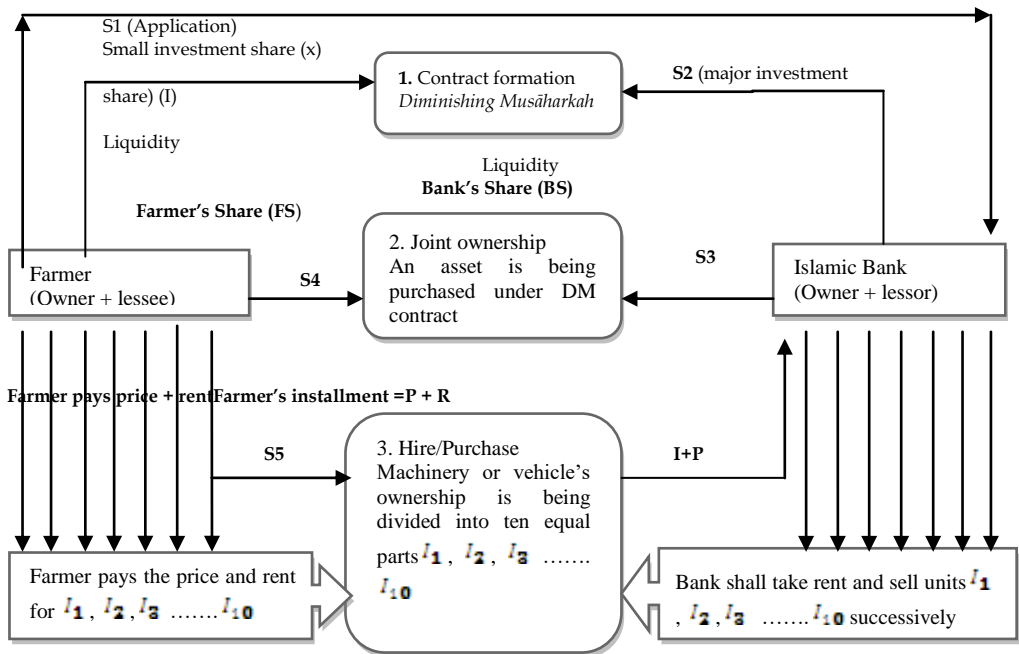 S1 (Application)
Small investment share (x)
share) (I)
Liquidity
1. Contract formation
Diminishing Musāharkah
S2 (major investment
Liquidity
Bank's Share (BS)
Farmer's Share (FS)
Farmer
(Owner + lessee)
S4
2. Joint ownership
An asset is being
purchased under DM
contract
S3
Islamic Bank
(Owner + lessor)
Farmer pays price + rentFarmer's installment =P + R
S5
3. Hire/Purchase
Machinery or vehicle's
ownership is being
divided into ten equal
parts I1 , I2 , I3 …….
I10
I+P
Farmer pays the price and rent
for I1 , I2 , I3 …….I10
Bank shall take rent and sell units I1
, I2 , I3 ……. I10 successively